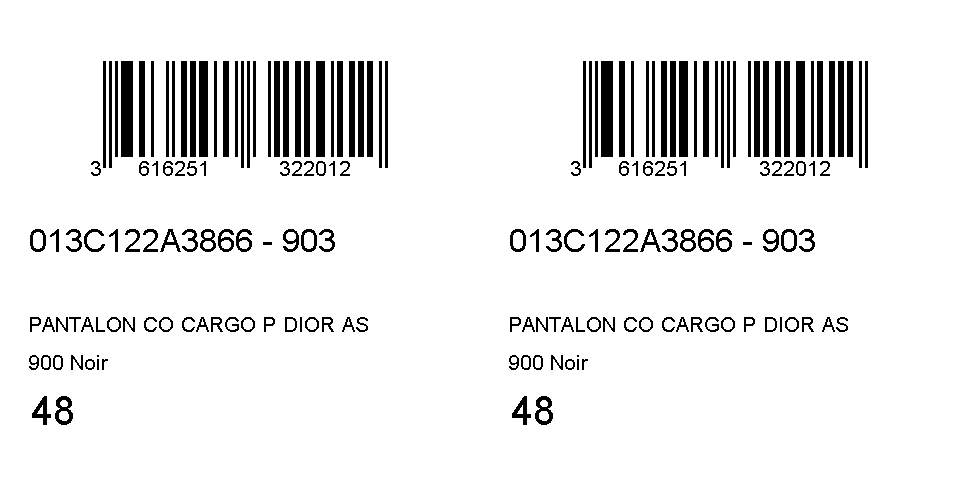 3 616251 322012
3 616251 322012
013C122A3866 - 903
013C122A3866 - 903
PANTALON CO CARGO P DIOR AS
PANTALON CO CARGO P DIOR AS
900 Noir
900 Noir
48
48